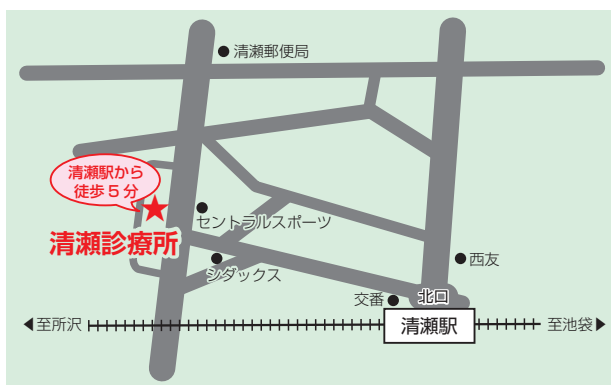 清瀬郵便局
清瀬駅から
徒歩5分
セントラルスポーツ
清瀬診療所
シダックス
西友
交番
北口
至所沢
清瀬駅
至池袋